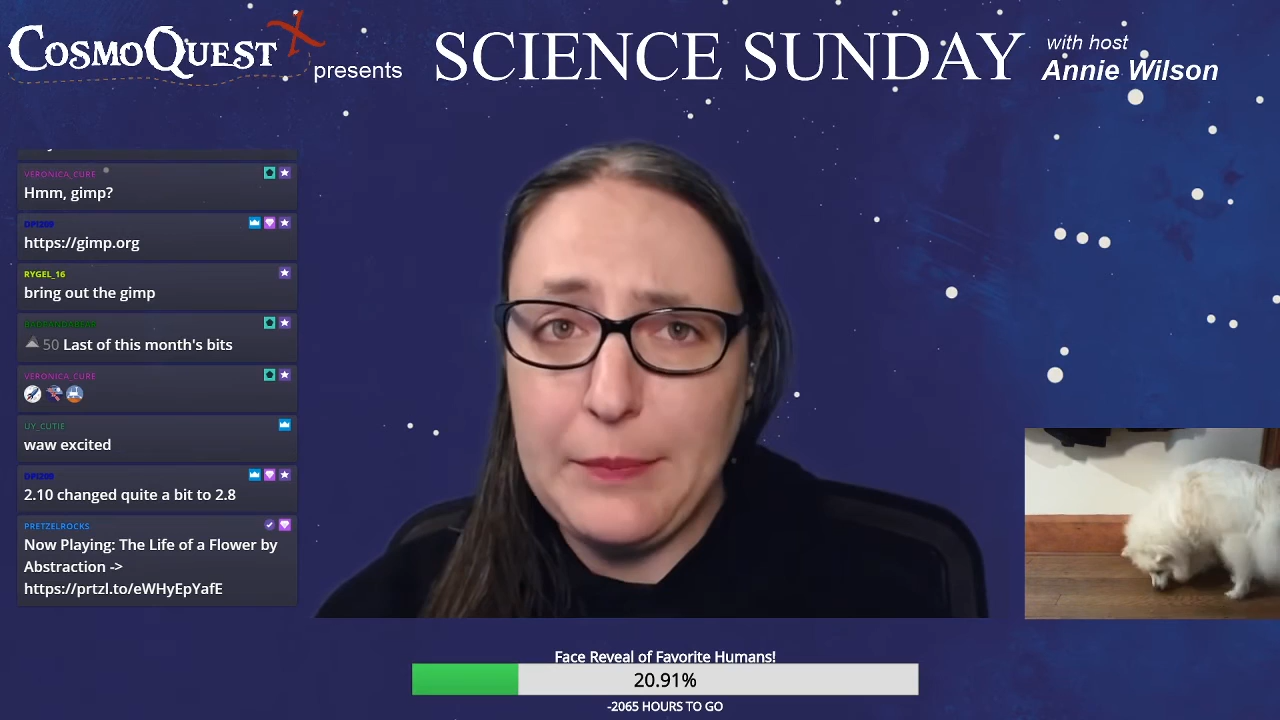 COSMOQUEST X
presents
SCIENCE SUNDAY
with host
Annie Wilson
VERONICA_CURE
Hmm, gimp?
https://gimp.org
RYGEL_16
bring out the gimp
50 Last of this month's bits
VERONICA_CURE
UY_CUTIE
waw excited
2.10 changed quite a bit to 2.8
PRETZELROCKS
Now Playing: The Life of a Flower by
Abstraction ->
https://prtzl.to/eWHyEpYafE
Face Reveal of Favorite Humans!
20.91%
-2065 HOURS TO GO